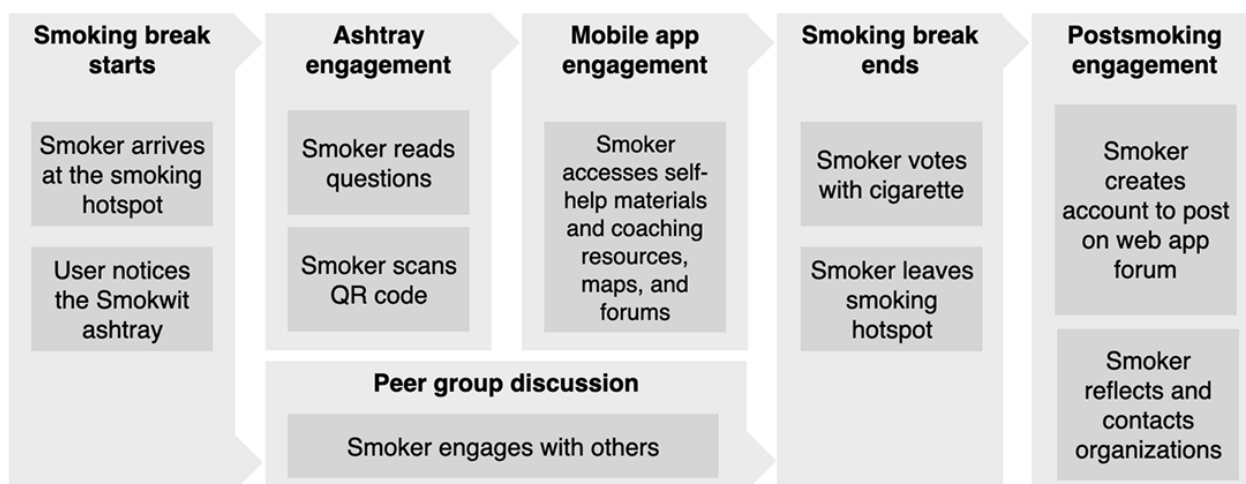 Smoking break
starts
Smoker arrives
at the smoking
hotspot
User notices
the Smokwit
ashtray
Ashtray
engagement
Smoker reads
questions
Smoker scans
QR code
Mobile app
engagement
Smoker
accesses self-
help materials
and coaching
resources,
maps, and
forums
Peer group discussion
Smoker engages with others
Smoking break
ends
Smoker votes
with cigarette
Smoker leaves
smoking
hotspot
Postsmoking
engagement
Smoker
creates
account to post
on web app
forum
Smoker
reflects and
contacts
organizations